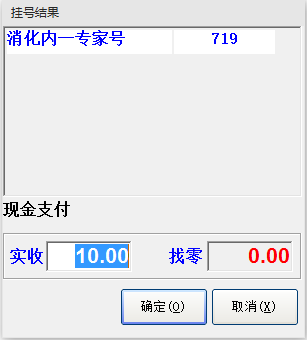 挂号结果
消化内一专家号 719
现金支付
实收 10.00 找零 0.00
确定(O) 取消(X)